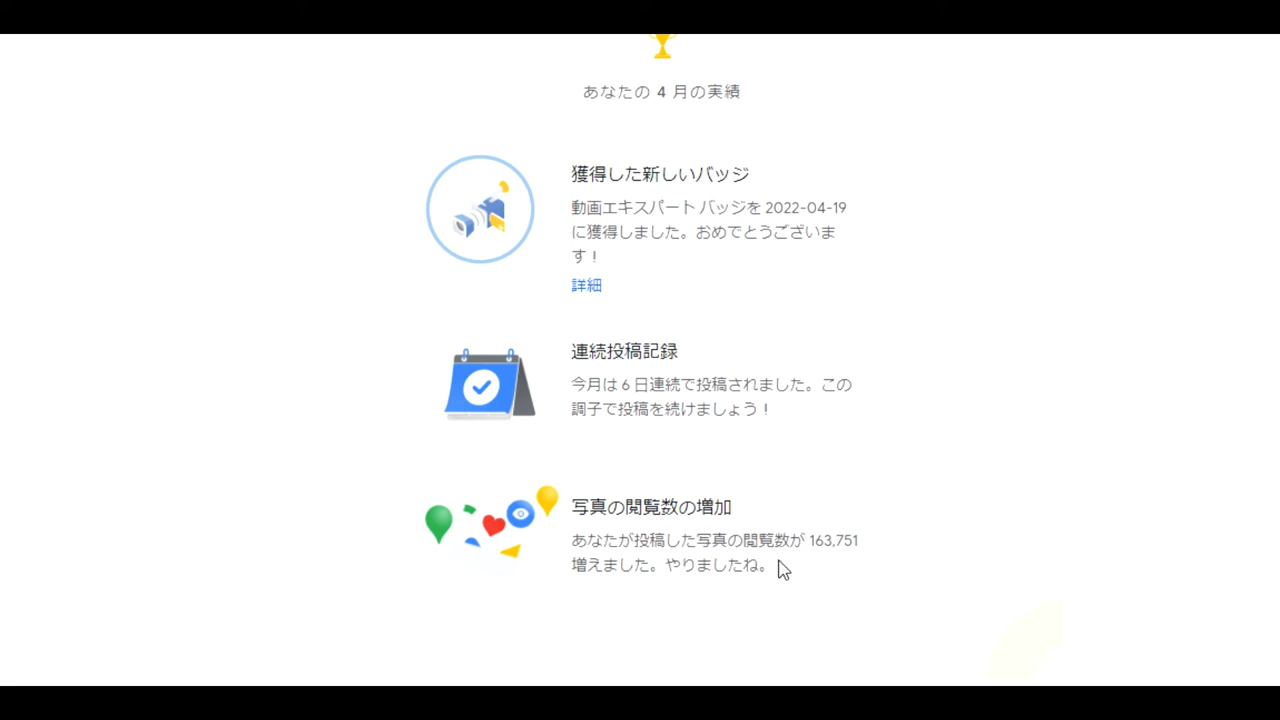 あなたの 4 月の実績
獲得した新しいバッジ
動画エキスパート バッジを 2022-04-19
に獲得しました。おめでとうございま
す！
詳細
連続投稿記録
今月は 6 日連続で投稿されました。この
調子で投稿を続けましょう！
写真の閲覧数の増加
あなたが投稿した写真の閲覧数が 163,751
増えました。やりましたね。